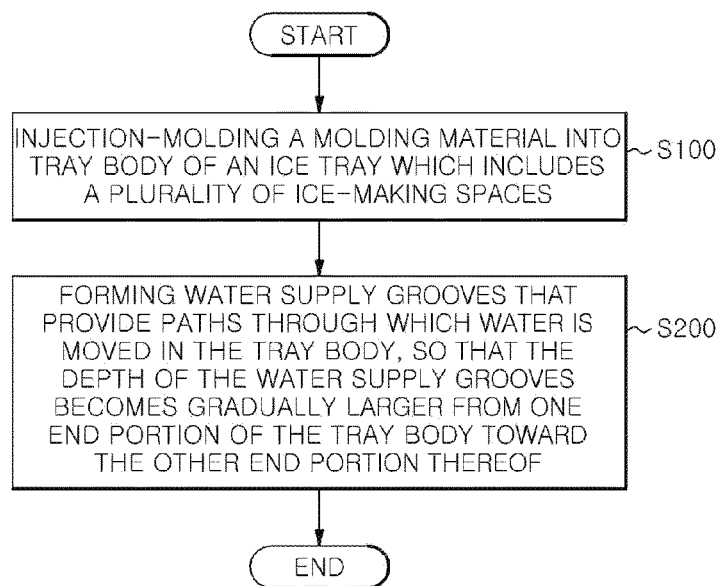 START
INJECTION-MOLDING A MOLDING MATERIAL INTO
TRAY BODY OF AN ICE TRAY WHICH INCLUDES
A PLURALITY OF ICE-MAKING SPACES
S100
FORMING WATER SUPPLY GROOVES THAT
PROVIDE PATHS THROUGH WHICH WATER IS
MOVED IN THE TRAY BODY, SO THAT THE
DEPTH OF THE WATER SUPPLY GROOVES
BECOMES GRADUALLY LARGER FROM ONE
END PORTION OF THE TRAY BODY TOWARD
THE OTHER END PORTION THEREOF
S200
END